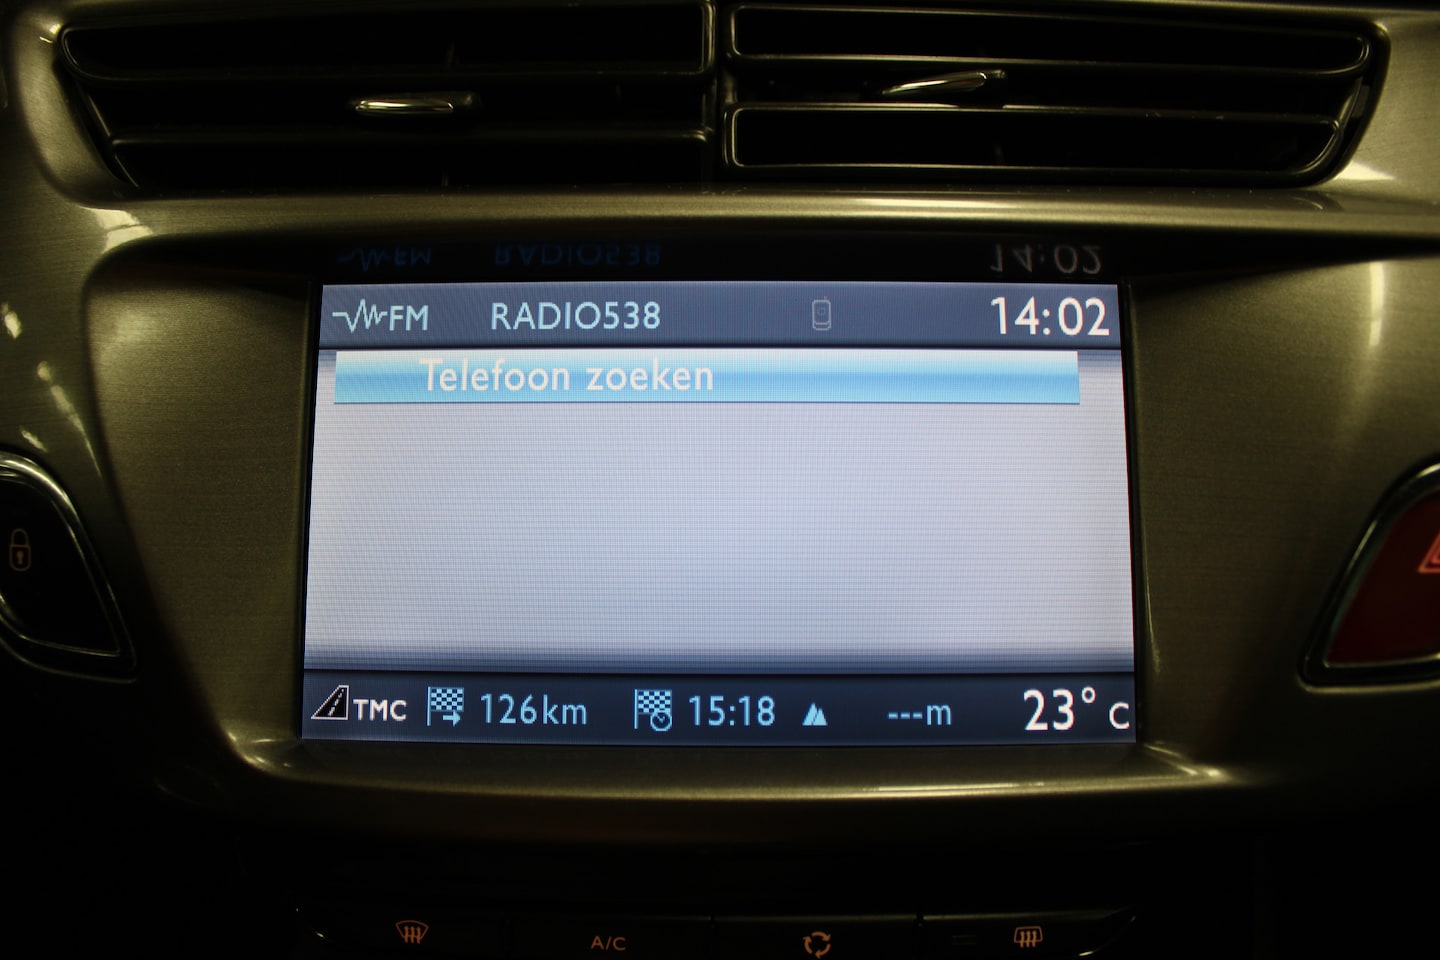 FM RADIO538 14:02
Telefoon zoeken
TMC 126km 15:18 ---m 23° C
A/C